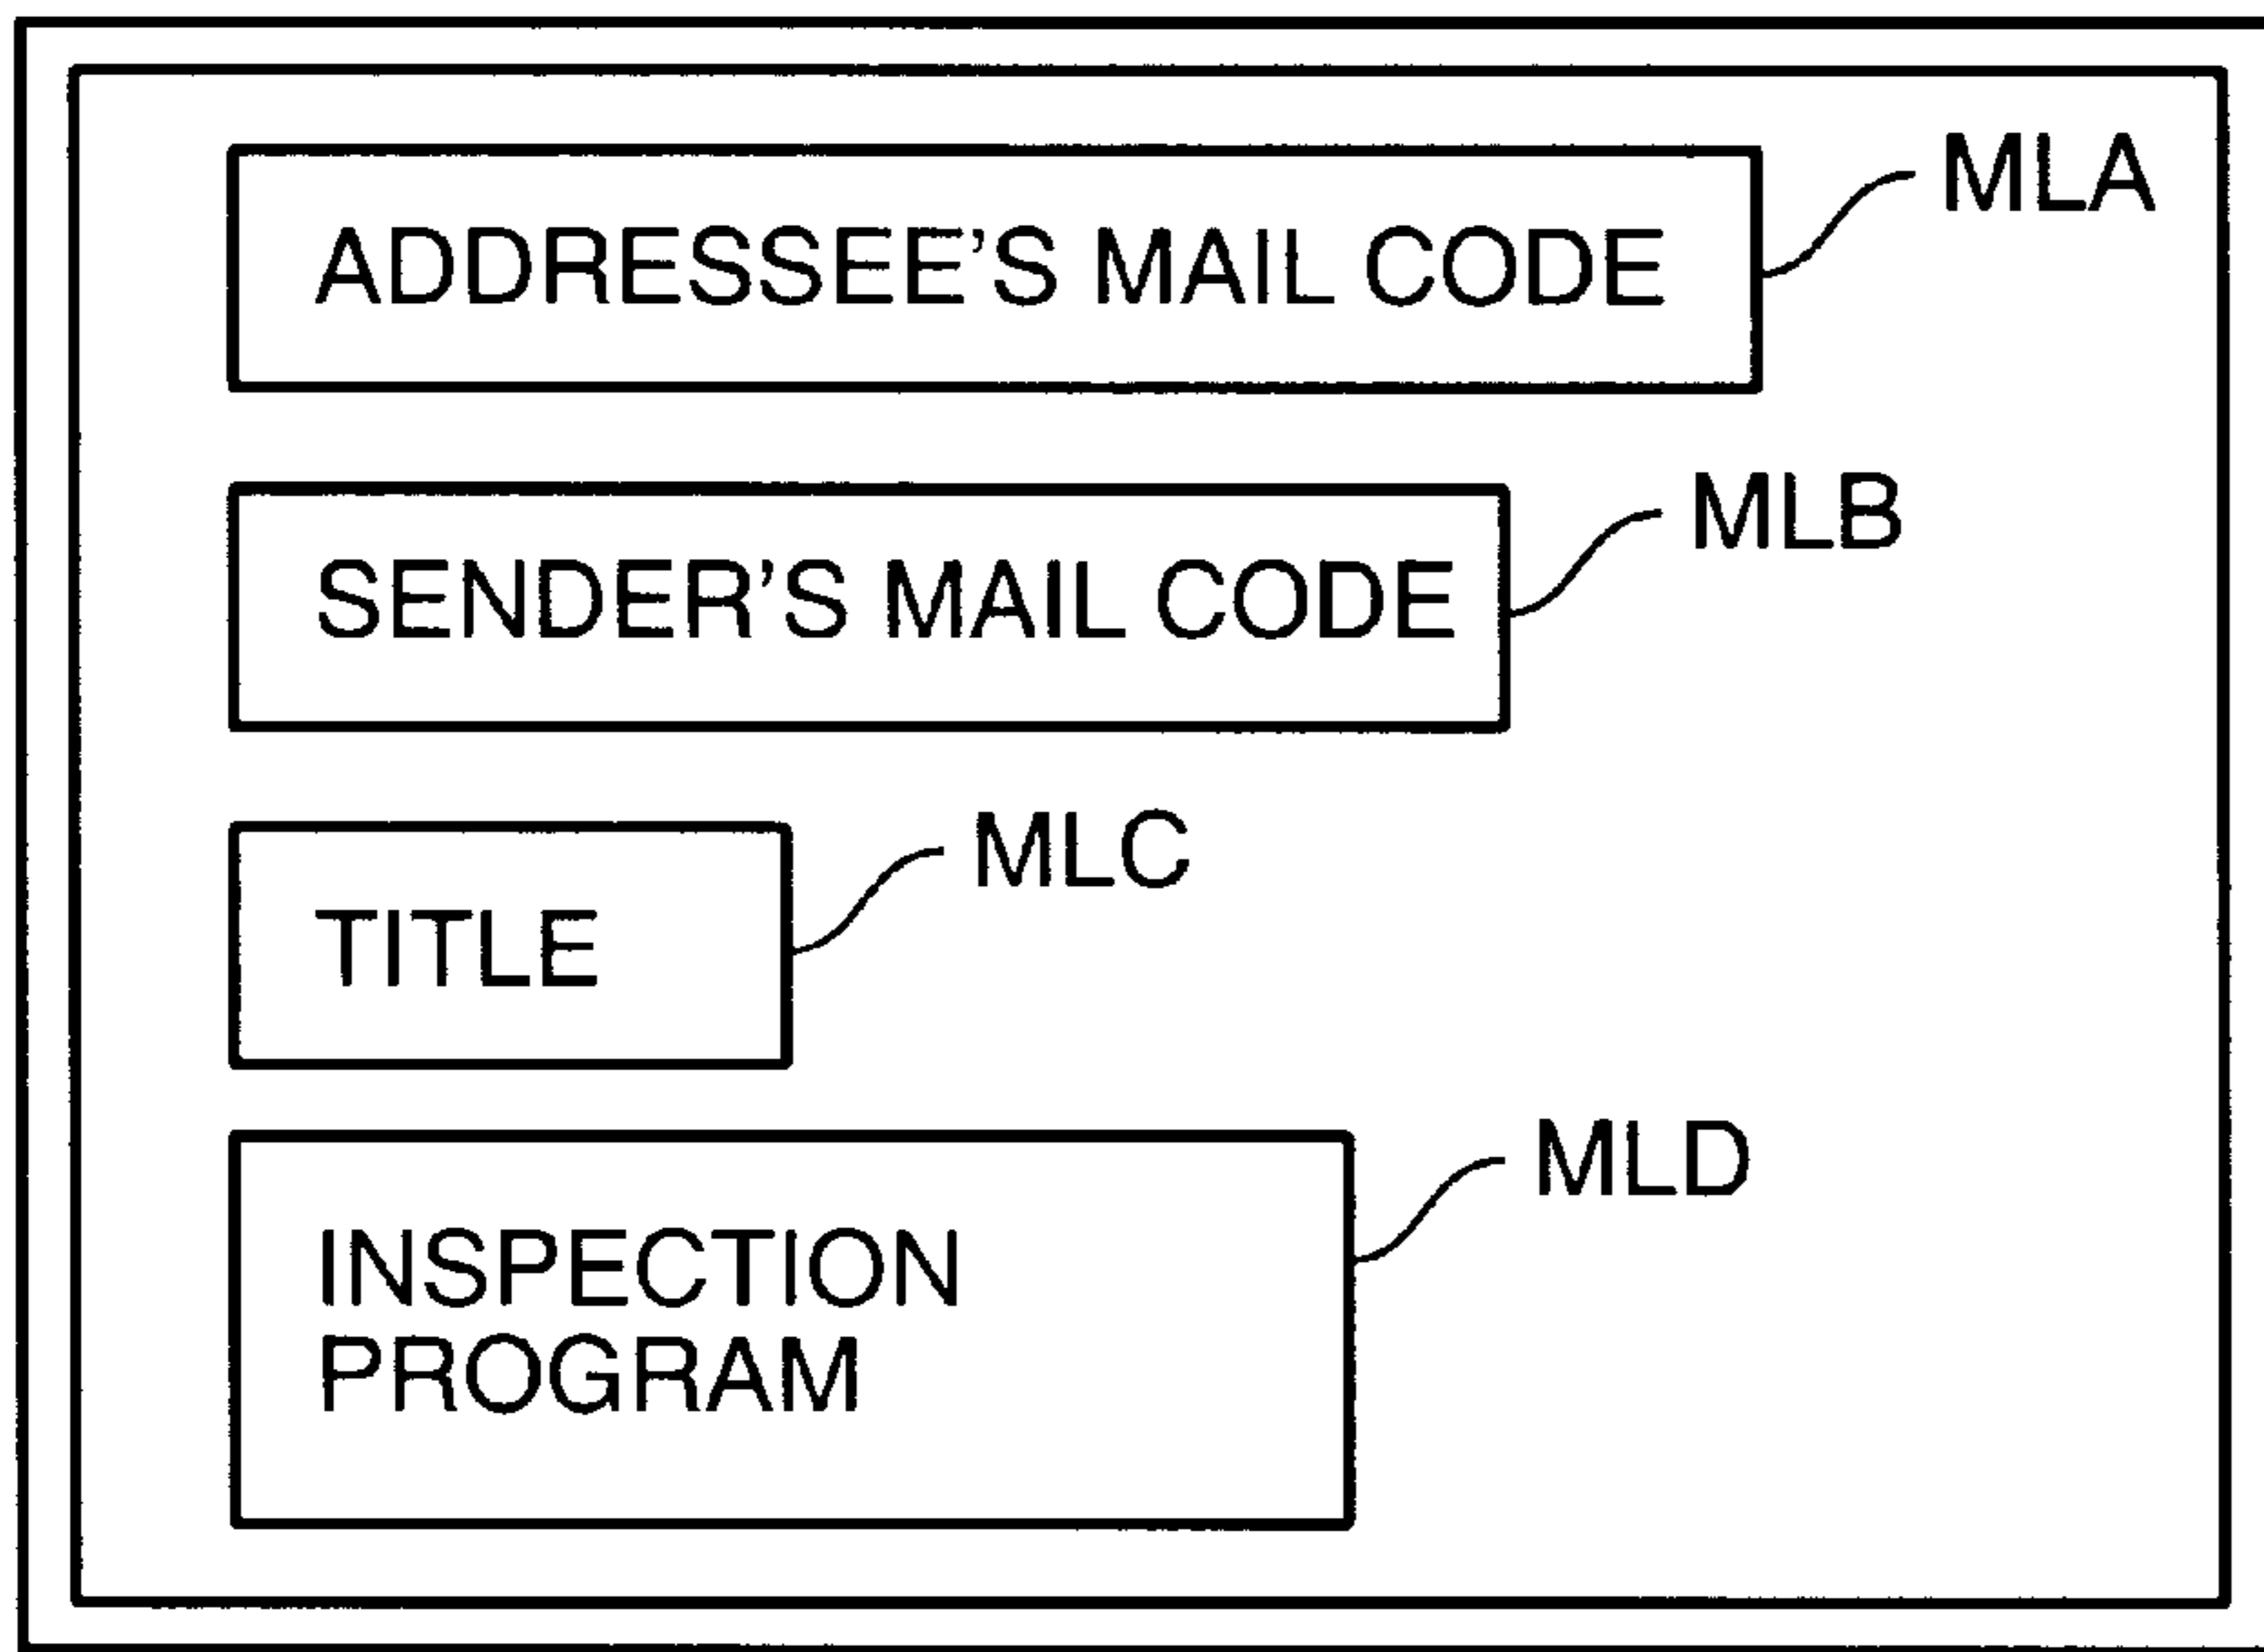 MLA
ADDRESSEE'S MAIL CODE
MLB
SENDER'S MAIL CODE
MLC
TITLE
MLD
INSPECTION
PROGRAM